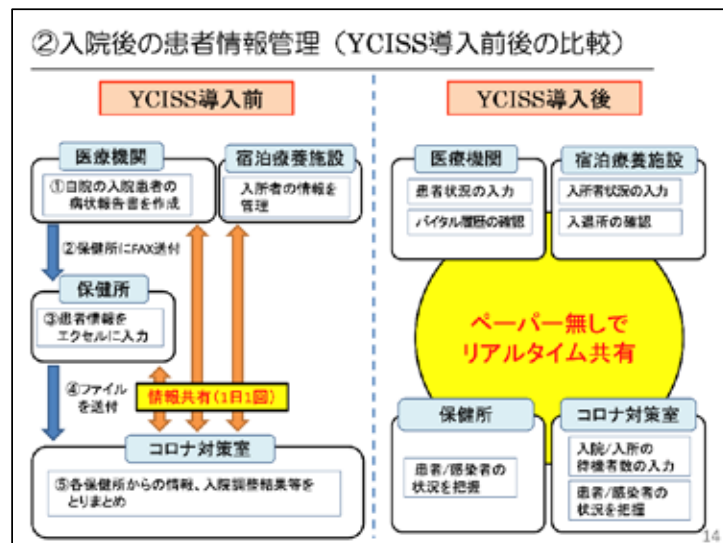 ②入院後の患者情報管理（YCISS導入前後の比較）
YCISS導入前
医療機関
①自院の入院患者の
病状報告書を作成
宿泊療養施設
入所者の情報を
管理
②保健所にFAX送付
保健所
③患者情報を
エクセルに入力
④ファイル
を送付
情報共有(1日1回)
コロナ対策室
⑤各保健所からの情報、入院調整結果等を
とりまとめ
YCISS導入後
医療機関
患者状況の入力
バイタル履歴の確認
宿泊療養施設
入所者状況の入力
入退所の確認
ペーパー無しで
リアルタイム共有
保健所
患者/感染者の
状況を把握
コロナ対策室
入院/入所の
待機者数の入力
患者/感染者の
状況を把握
14